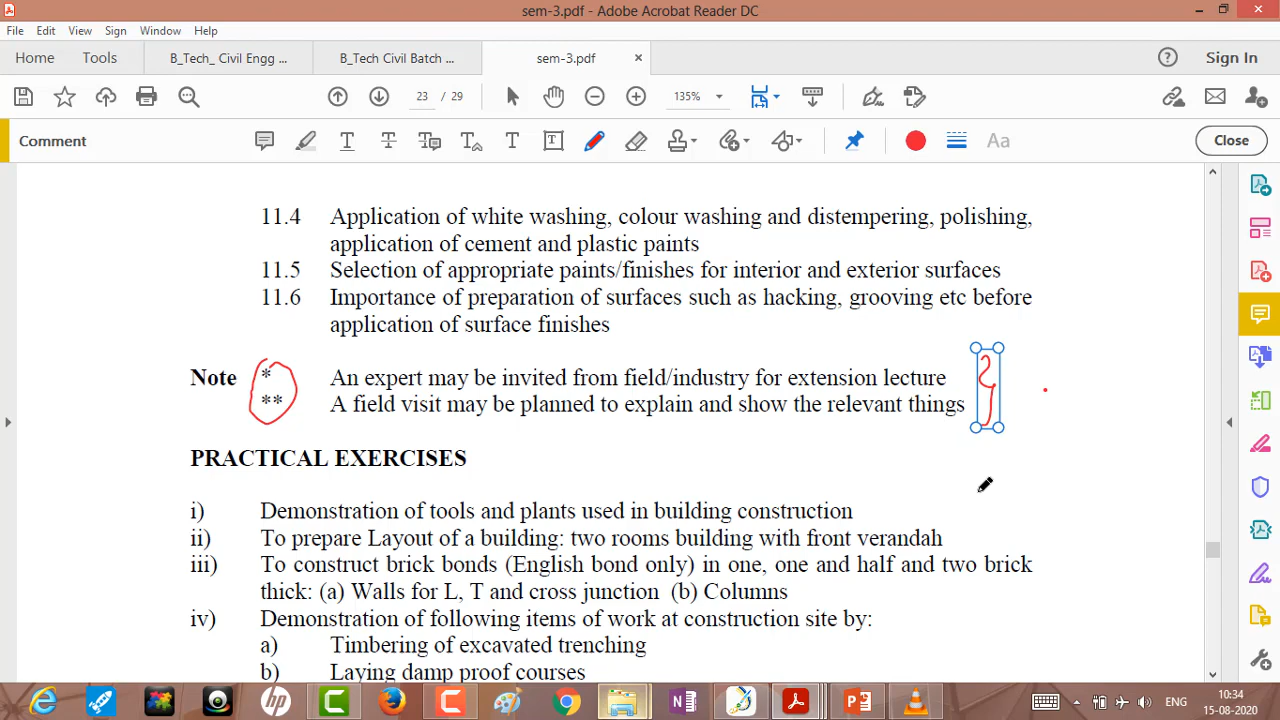 sem-3.pdf - Adobe Acrobat Reader DC
File Edit View Sign Window Help
Home Tools B_Tech_ Civil Engg ... B_Tech Civil Batch ... sem-3.pdf × Sign In
23 / 29 135%
Comment Aa Close
11.4 Application of white washing, colour washing and distempering, polishing,
application of cement and plastic paints
11.5 Selection of appropriate paints/finishes for interior and exterior surfaces
11.6 Importance of preparation of surfaces such as hacking, grooving etc before
application of surface finishes
Note * An expert may be invited from field/industry for extension lecture
** A field visit may be planned to explain and show the relevant things
PRACTICAL EXERCISES
i) Demonstration of tools and plants used in building construction
ii) To prepare Layout of a building: two rooms building with front verandah
iii) To construct brick bonds (English bond only) in one, one and half and two brick
thick: (a) Walls for L, T and cross junction (b) Columns
iv) Demonstration of following items of work at construction site by:
a) Timbering of excavated trenching
b) Laying damp proof courses
ENG 10:34
15-08-2020